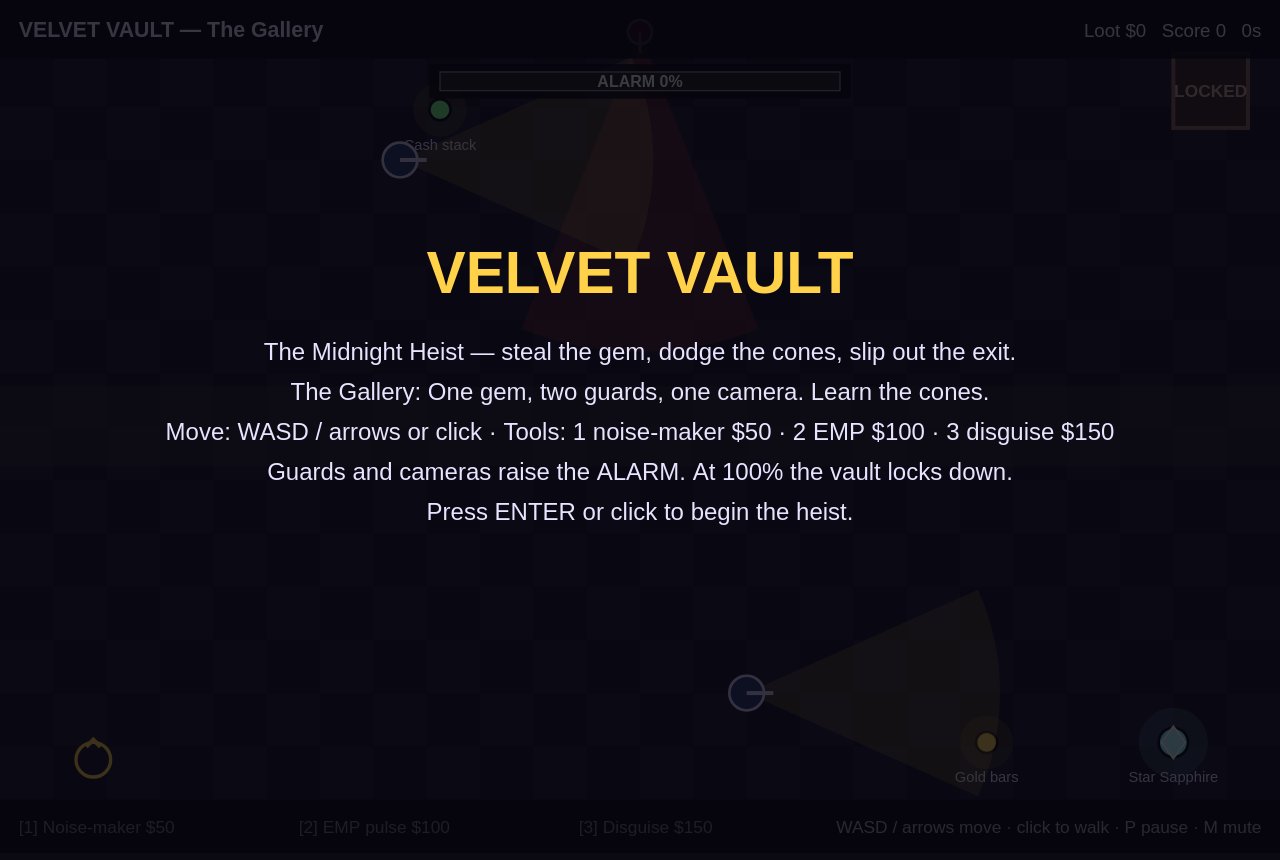 VELVET VAULT — The Gallery
Loot $0 Score 0 0s
ALARM 0%
LOCKED
Cash stack
VELVET VAULT
The Midnight Heist — steal the gem, dodge the cones, slip out the exit.
The Gallery: One gem, two guards, one camera. Learn the cones.
Move: WASD / arrows or click · Tools: 1 noise-maker $50 · 2 EMP $100 · 3 disguise $150
Guards and cameras raise the ALARM. At 100% the vault locks down.
Press ENTER or click to begin the heist.
Gold bars
Star Sapphire
[1] Noise-maker $50
[2] EMP pulse $100
[3] Disguise $150
WASD / arrows move · click to walk · P pause · M mute